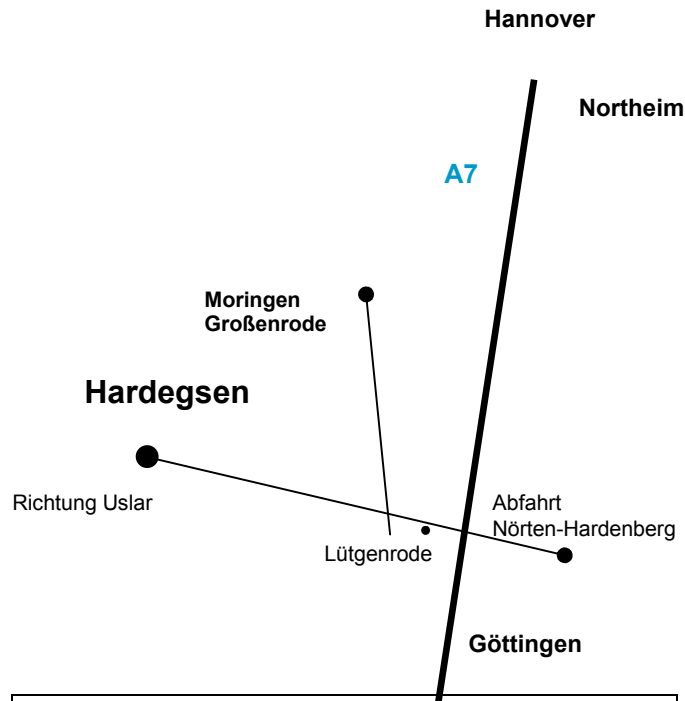 Hannover
Northeim
A7
Moringen
Großenrode
Hardegsen
Richtung Uslar
Abfahrt
Nörten-Hardenberg
Lütgenrode
Göttingen